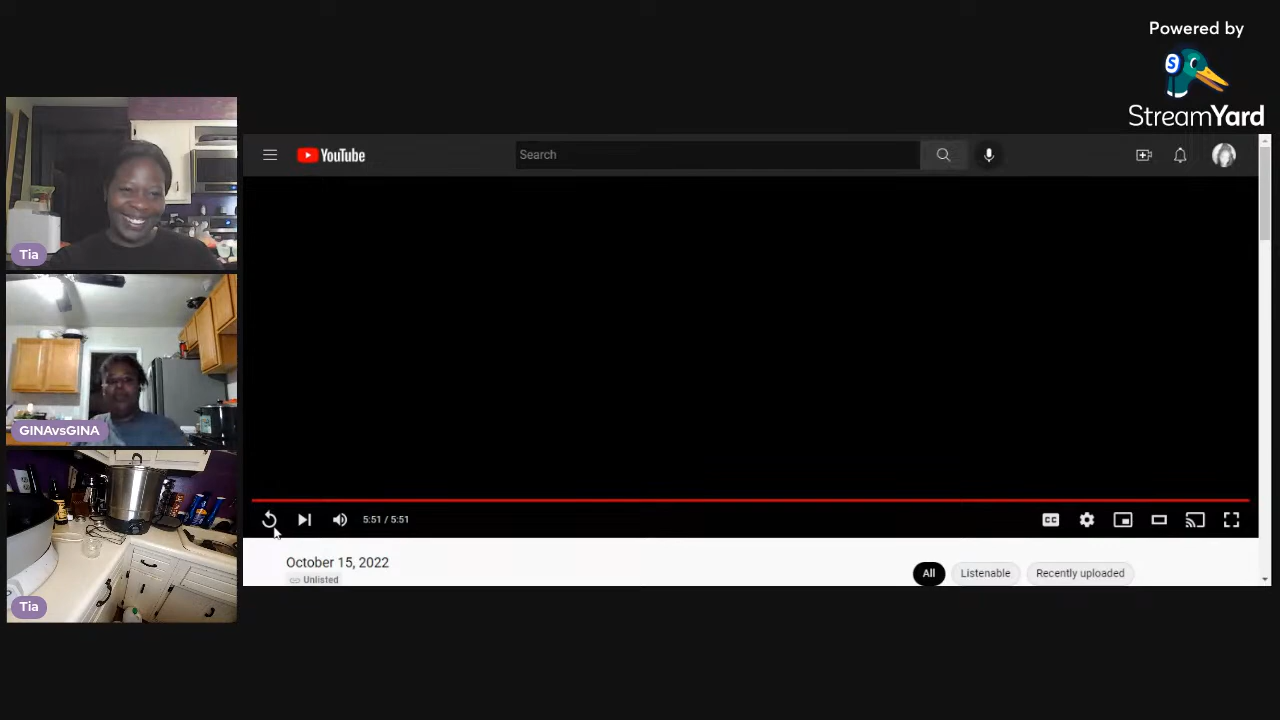 Powered by
StreamYard
Tia
GINAvsGINA
Tia
YouTube
Search
5:51 / 5:51
CC
October 15, 2022
Unlisted
All
Listenable
Recently uploaded